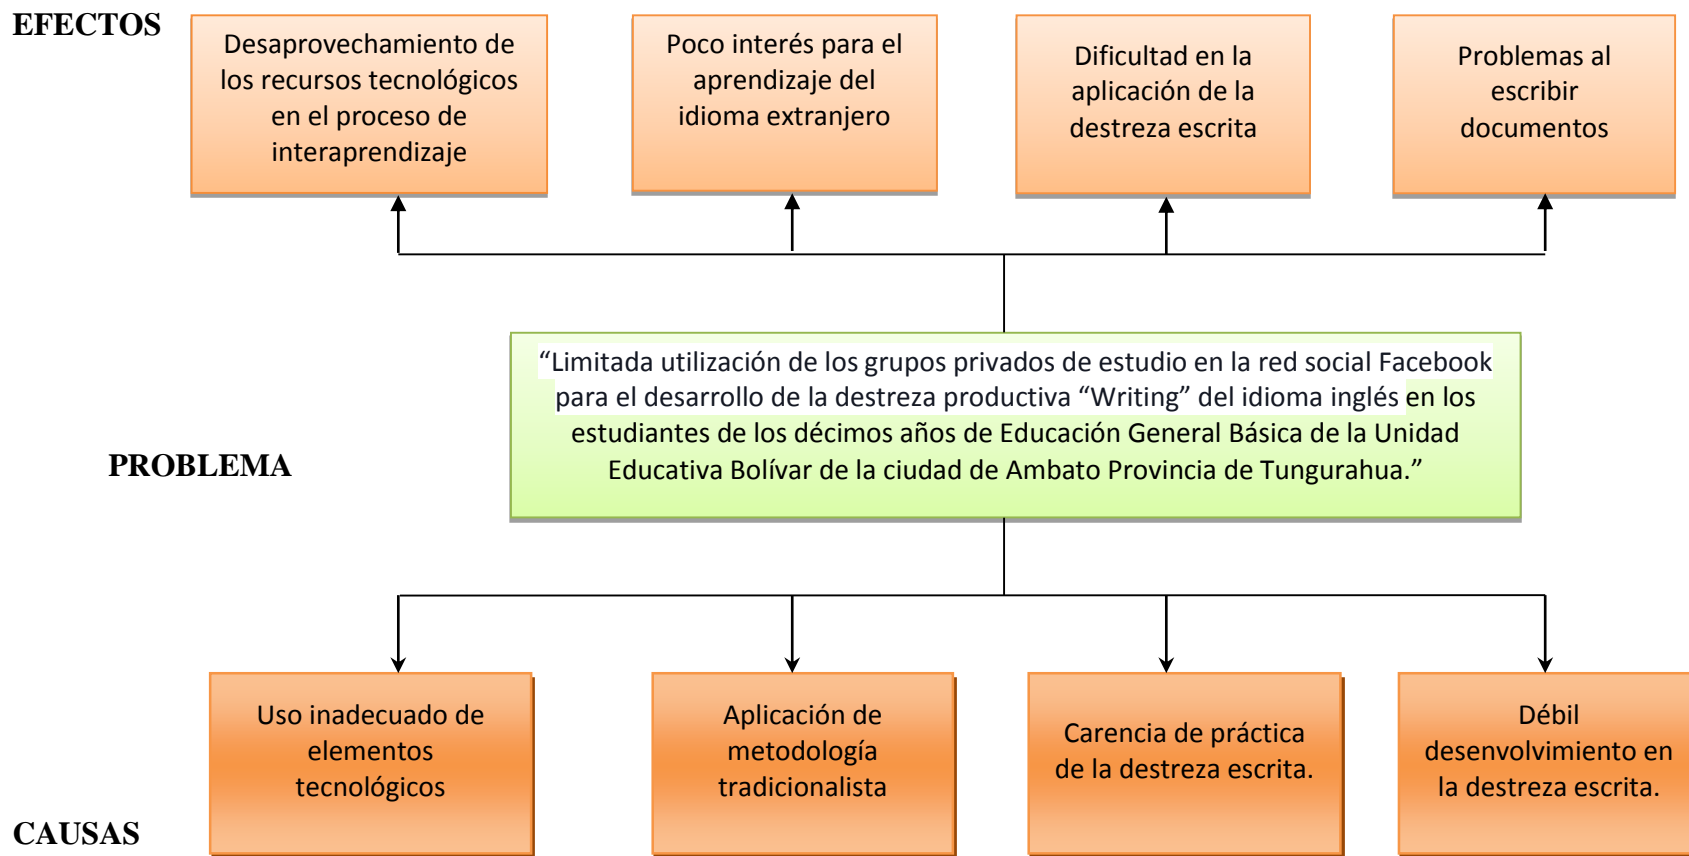 EFECTOS
Desaprovechamiento de
los recursos tecnológicos
en el proceso de
interaprendizaje
Poco interés para el
aprendizaje del
idioma extranjero
Dificultad en la
aplicación de la
destreza escrita
Problemas al
escribir
documentos
PROBLEMA
“Limitada utilización de los grupos privados de estudio en la red social Facebook
para el desarrollo de la destreza productiva “Writing” del idioma inglés en los
estudiantes de los décimos años de Educación General Básica de la Unidad
Educativa Bolívar de la ciudad de Ambato Provincia de Tungurahua.”
Uso inadecuado de
elementos
tecnológicos
Aplicación de
metodología
tradicionalista
Carencia de práctica
de la destreza escrita.
Débil
desenvolvimiento en
la destreza escrita.
CAUSAS